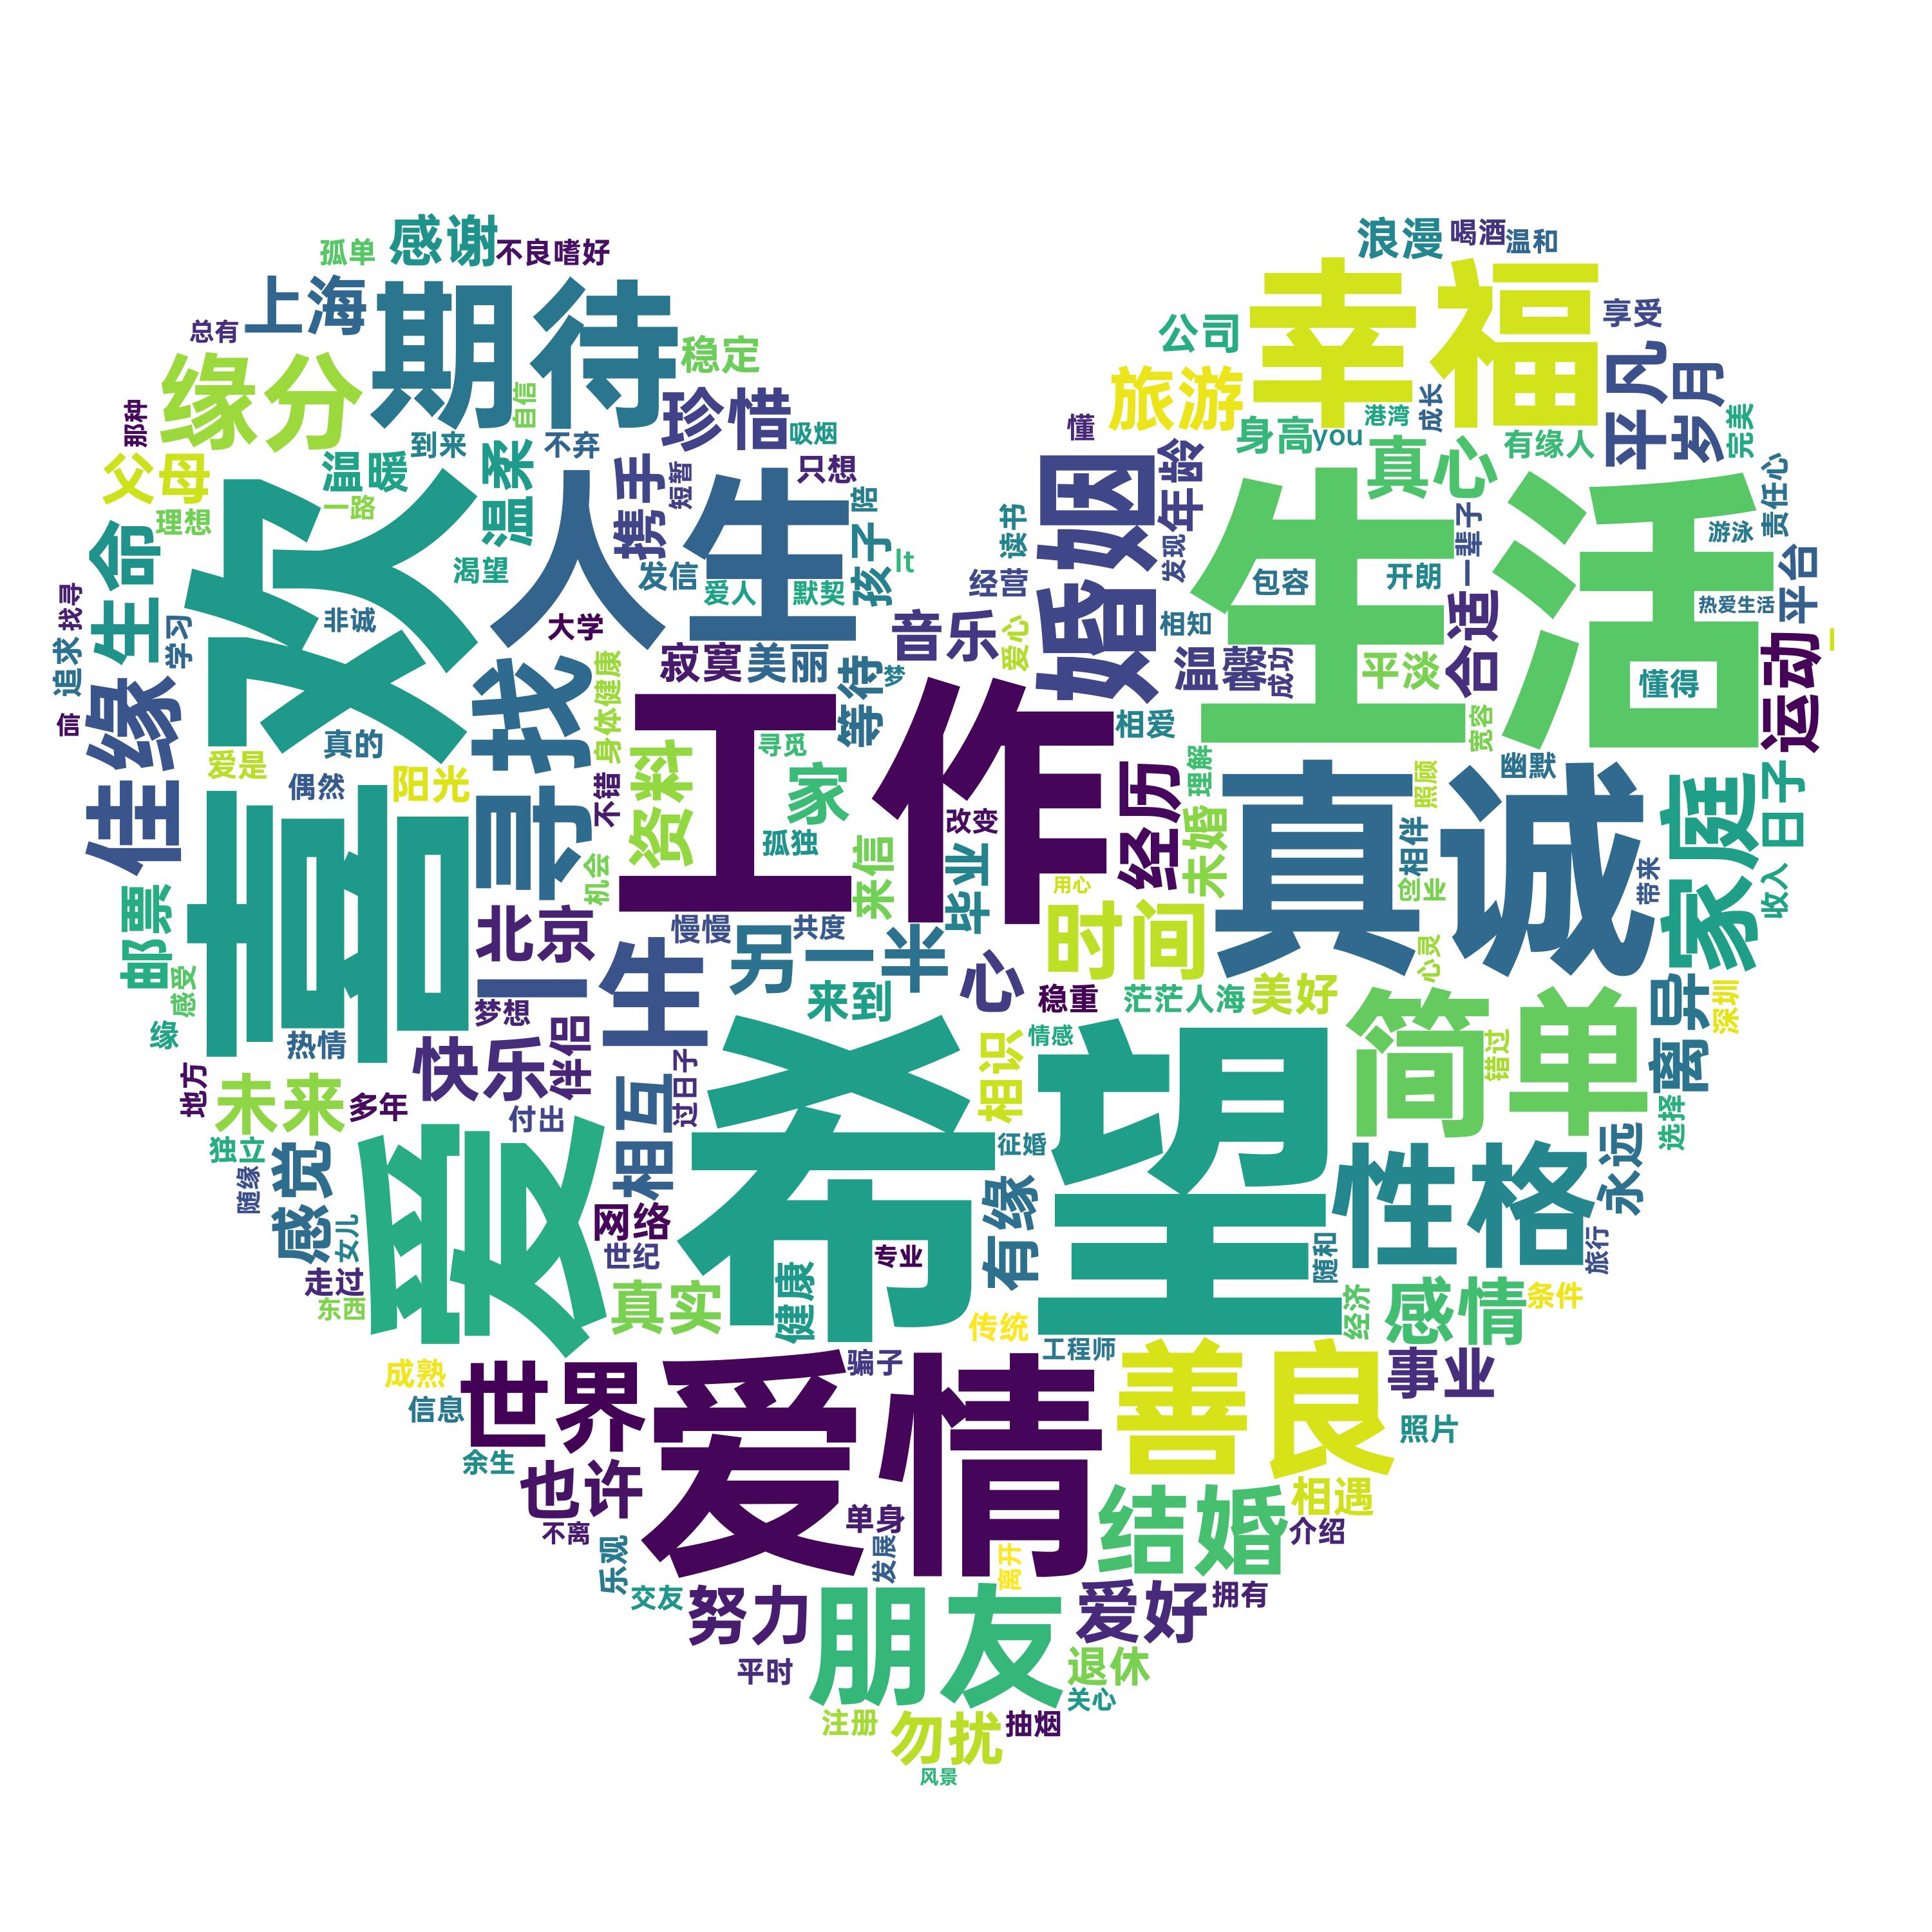 感谢
孤单
不良嗜好
浪漫
喝酒
温和
上海
期待
幸福
总有
享受
公司
稳定
缘分
自信
旅游
平凡
岁月
珍惜
吸烟
那种
成长
港湾
完美
懂
身高
you
真心
有缘人
到来
不弃
父母
温暖
温柔
携手
短暂
只想
婚姻
年龄
责任心
理想
一路
喜欢
人生
陪
生活
读书
一辈子
游泳
生命
渴望
发信
孩子
lt
经营
发现
包容
开朗
平台
爱人
默契
热爱生活
找寻
非诚
大学
音乐
爱心
相知
合适
运动
学习
追求
寻找
身体健康
寂寞
美丽
等待
梦
温馨
成功
平淡
懂得
信
佳缘
工作
相爱
宽容
真的
寻觅
爱是
偶然
阳光
不错
资料
家
经历
理解
真诚
照顾
幽默
家庭
日子
改变
孤独
未婚
相伴
机会
来信
毕业
用心
创业
带来
收入
邮票
北京
慢慢
共度
时间
另一半
心灵
感受
一生
心
来到
稳重
茫茫人海
美好
简单
离异
深圳
梦想
缘
热情
快乐
伴侣
希望
情感
相识
错过
地方
未来
多年
付出
相互
过日子
选择
独立
爱
征婚
性格
永远
随缘
感觉
女儿
网络
有缘
世纪
专业
随和
旅行
走过
东西
真实
健康
传统
经济
感情
条件
工程师
骗子
善良
事业
成熟
世界
爱情
信息
照片
余生
也许
结婚
相遇
单身
介绍
不离
乐观
发展
离开
交友
努力
朋友
爱好
拥有
平时
退休
关心
注册
勿扰
抽烟
风景